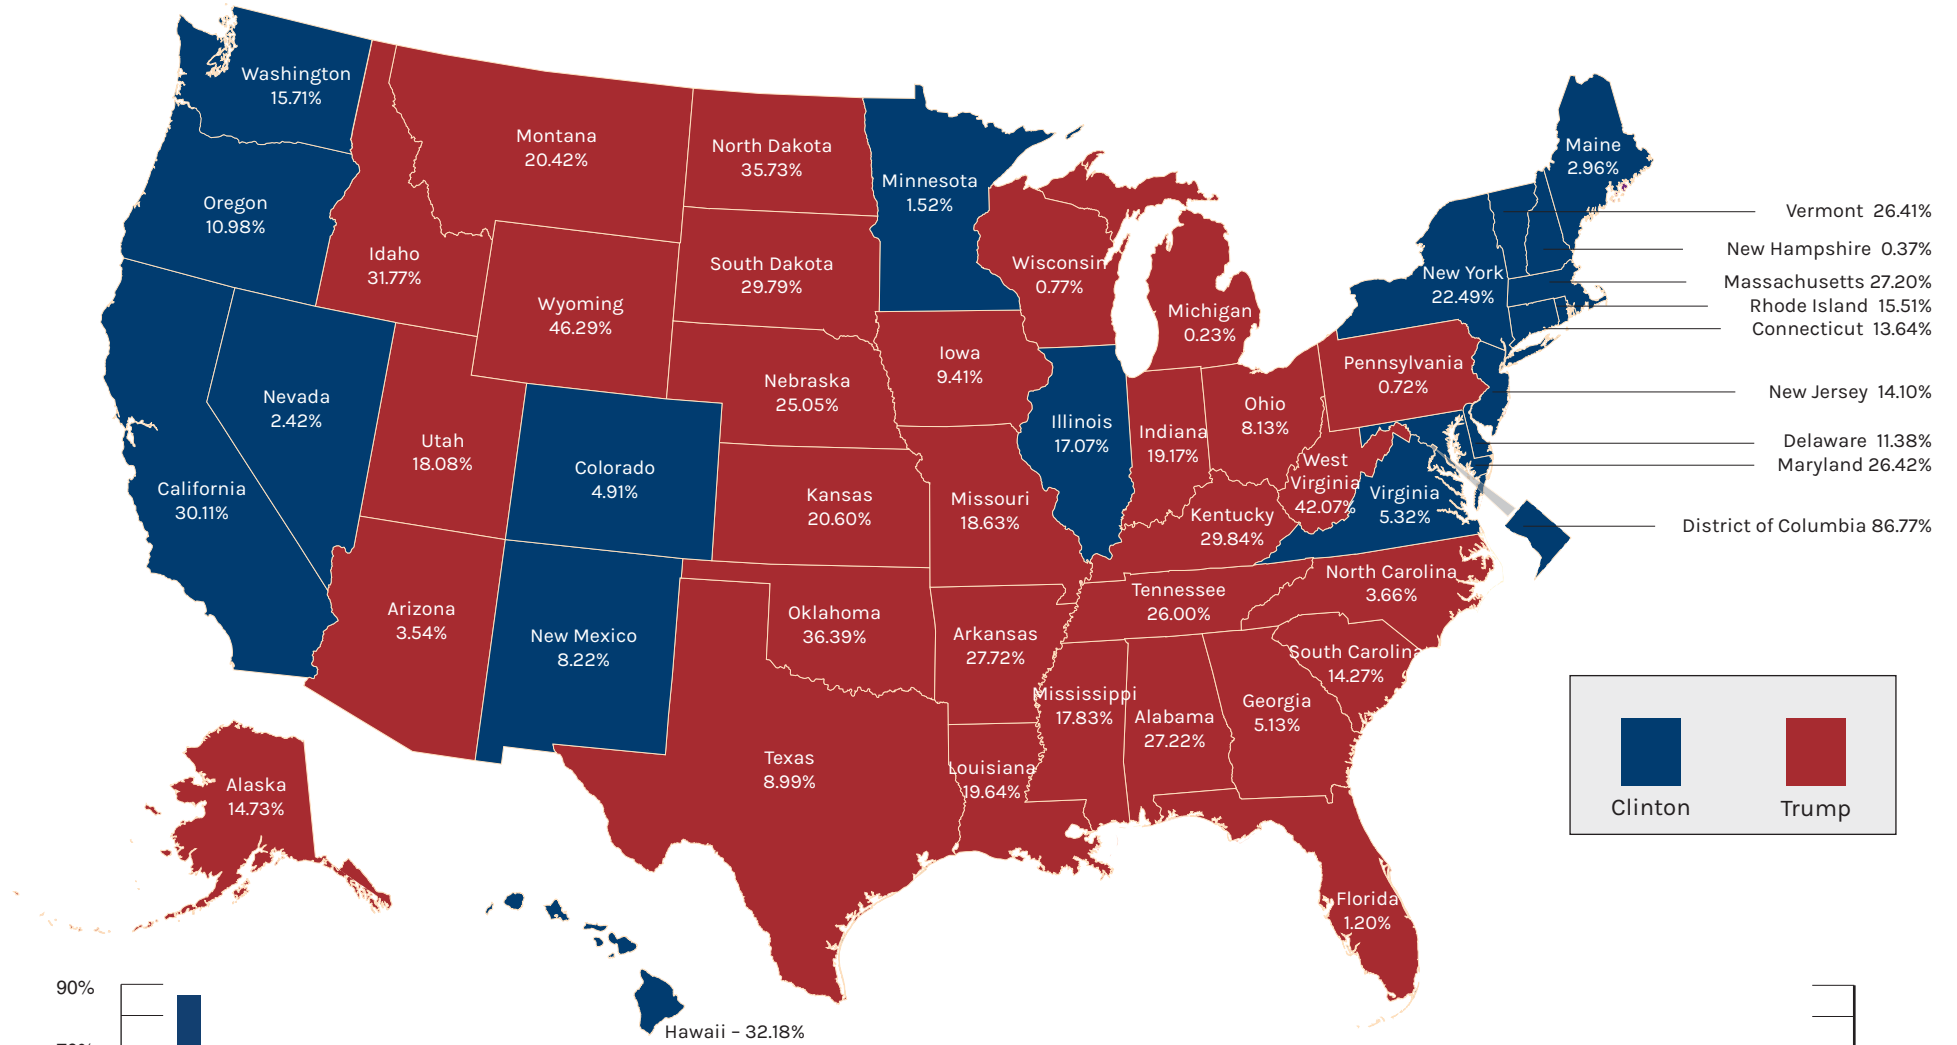 Washington
15.71%
Montana
20.42%
North Dakota
35.73%
Minnesota
1.52%
Maine
2.96%
Oregon
10.98%
Idaho
31.77%
Wyoming
46.29%
South Dakota
29.79%
Wisconsin
0.77%
Michigan
0.23%
New York
22.49%
Vermont 26.41%
New Hampshire 0.37%
Massachusetts 27.20%
Rhode Island 15.51%
Connecticut 13.64%
New Jersey 14.10%
Delaware 11.38%
Maryland 26.42%
District of Columbia 86.77%
Nevada
2.42%
Utah
18.08%
Colorado
4.91%
Nebraska
25.05%
Iowa
9.41%
Illinois
17.07%
Indiana
19.17%
Ohio
8.13%
Pennsylvania
0.72%
California
30.11%
Kansas
20.60%
Missouri
18.63%
Kentucky
29.84%
West
Virginia
42.07%
Virginia
5.32%
Arizona
3.54%
New Mexico
8.22%
Oklahoma
36.39%
Arkansas
27.72%
Tennessee
26.00%
North Carolina
3.66%
South Carolina
14.27%
Mississippi
17.83%
Alabama
27.22%
Georgia
5.13%
Texas
8.99%
Louisiana
19.64%
Florida
1.20%
Alaska
14.73%
Hawaii – 32.18%
Clinton
Trump
90%